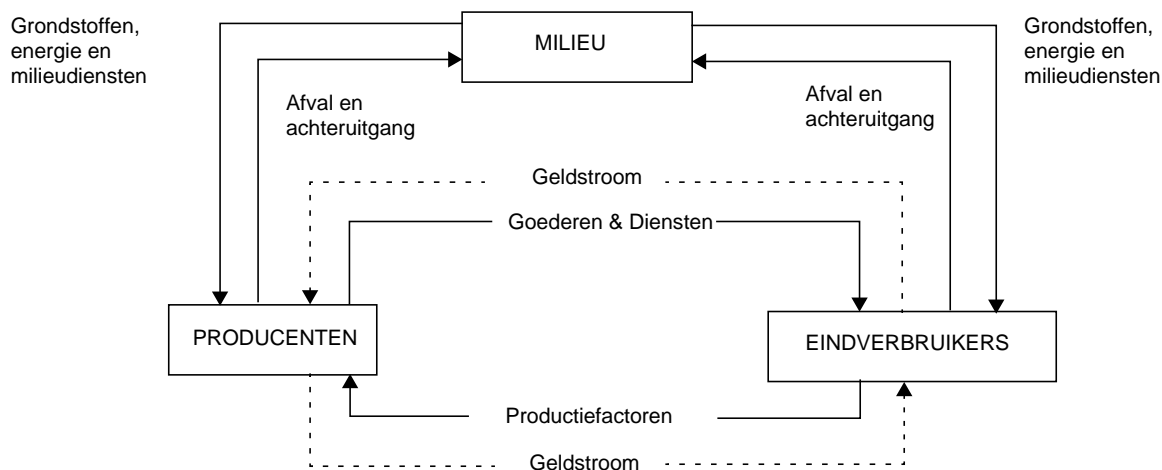 Grondstoffen,
energie en
milieudiensten
MILIEU
Grondstoffen,
energie en
milieudiensten
Afval en
achteruitgang
Afval en
achteruitgang
Geldstroom
Goederen & Diensten
PRODUCENTEN
EINDVERBRUIKERS
Productiefactoren
Geldstroom